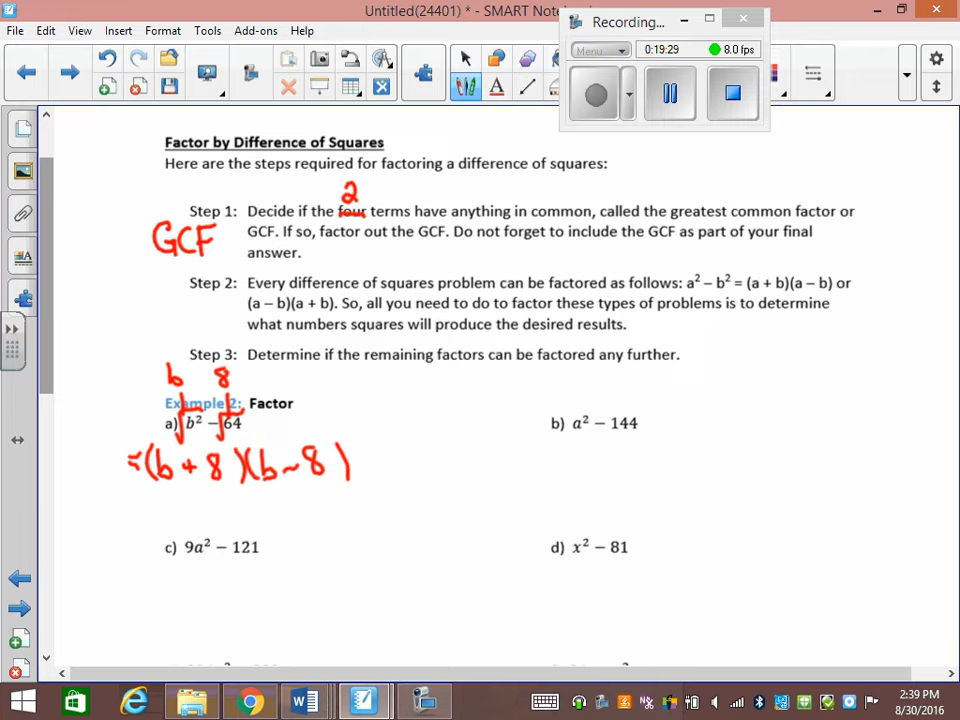 Untitled(24401) * - SMART Note
Recording...
File Edit View Insert Format Tools Add-ons Help
Menu 0:19:29 8.0 fps
Factor by Difference of Squares
Here are the steps required for factoring a difference of squares:
2
Step 1: Decide if the four terms have anything in common, called the greatest common factor or
GCF GCF. If so, factor out the GCF. Do not forget to include the GCF as part of your final
answer.
Step 2: Every difference of squares problem can be factored as follows: a² – b² = (a + b)(a – b) or
(a – b)(a + b). So, all you need to do to factor these types of problems is to determine
what numbers squares will produce the desired results.
Step 3: Determine if the remaining factors can be factored any further.
b 8
Example 2: Factor
a) b² − 64 b) a² − 144
=(b + 8)(b - 8)
c) 9a² − 121 d) x² − 81
2:39 PM
8/30/2016